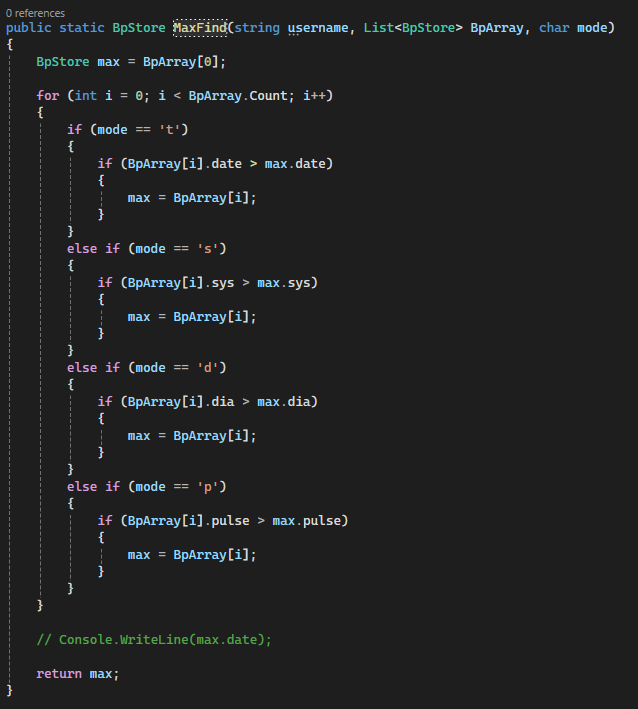 0 references
public static BpStore MaxFind(string username, List<BpStore> BpArray, char mode)
{
    BpStore max = BpArray[0];

    for (int i = 0; i < BpArray.Count; i++)
    {
        if (mode == 't')
        {
            if (BpArray[i].date > max.date)
            {
                max = BpArray[i];
            }
        }
        else if (mode == 's')
        {
            if (BpArray[i].sys > max.sys)
            {
                max = BpArray[i];
            }
        }
        else if (mode == 'd')
        {
            if (BpArray[i].dia > max.dia)
            {
                max = BpArray[i];
            }
        }
        else if (mode == 'p')
        {
            if (BpArray[i].pulse > max.pulse)
            {
                max = BpArray[i];
            }
        }
    }

    // Console.WriteLine(max.date);

    return max;
}